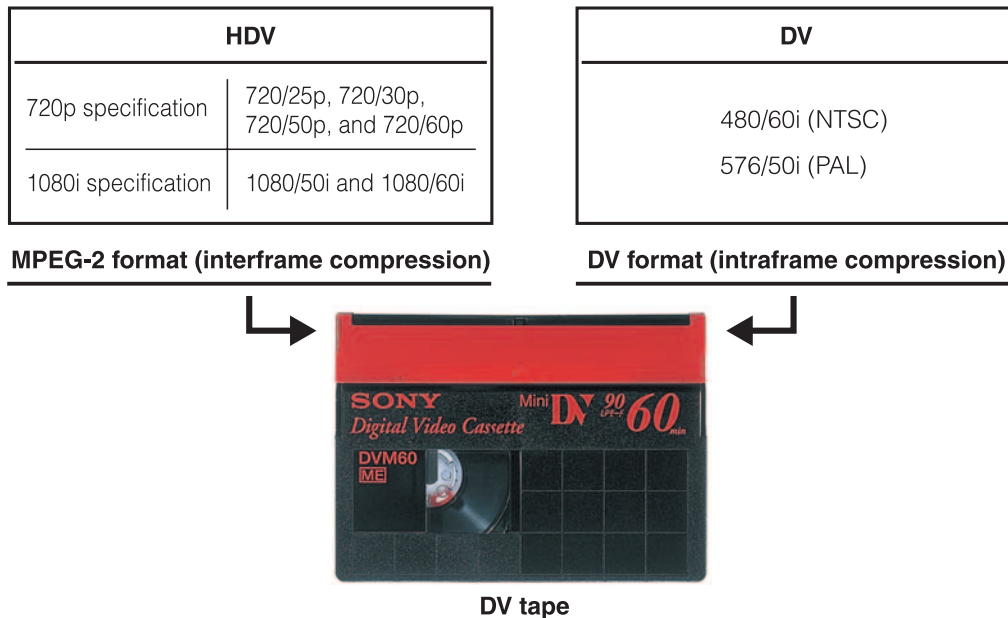 HDV
720p specification
720/25p, 720/30p,
720/50p, and 720/60p
1080i specification
1080/50i and 1080/60i
MPEG-2 format (interframe compression)
DV
480/60i (NTSC)
576/50i (PAL)
DV format (intraframe compression)
SONY
Digital Video Cassette
Mini DV 90 60 min
DVM60
ME
DV tape